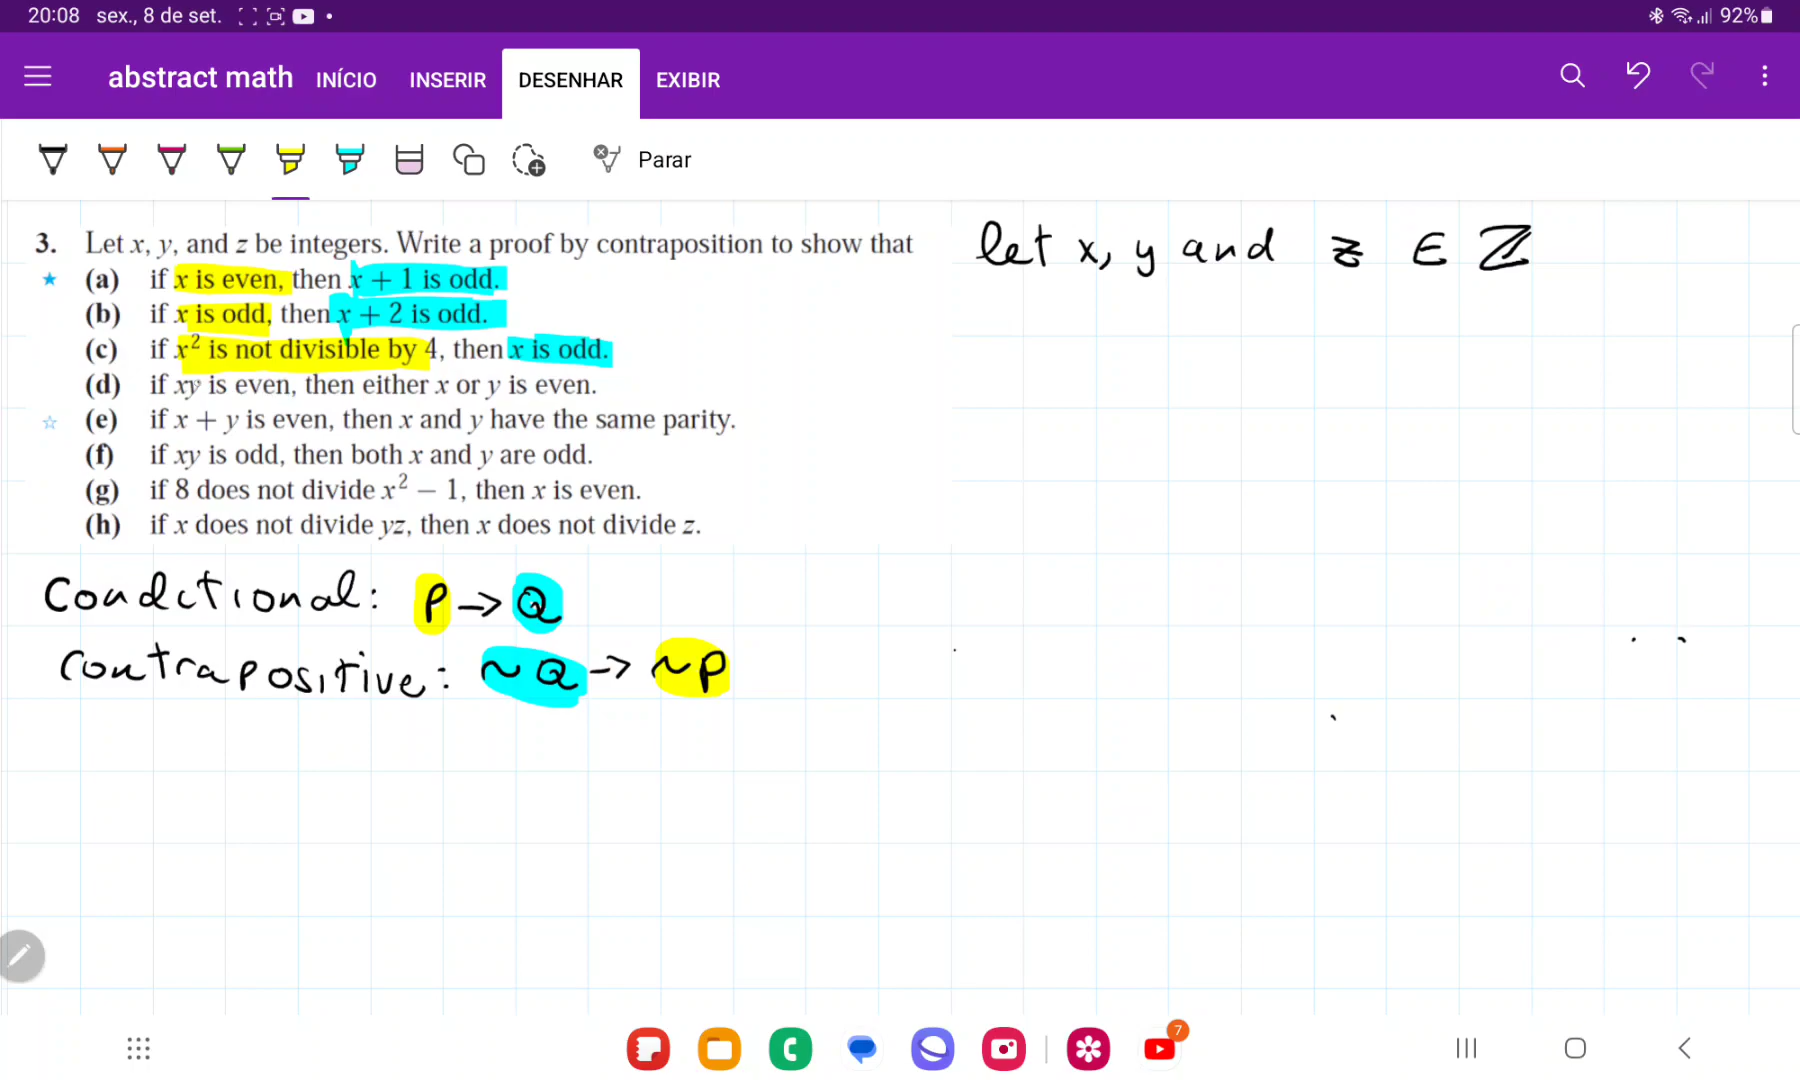 20:08 sex., 8 de set. 92%
abstract math INÍCIO INSERIR DESENHAR EXIBIR
Parar
3. Let x, y, and z be integers. Write a proof by contraposition to show that
★ (a) if x is even, then x + 1 is odd.
(b) if x is odd, then x + 2 is odd.
(c) if x² is not divisible by 4, then x is odd.
(d) if xy is even, then either x or y is even.
☆ (e) if x + y is even, then x and y have the same parity.
(f) if xy is odd, then both x and y are odd.
(g) if 8 does not divide x² − 1, then x is even.
(h) if x does not divide yz, then x does not divide z.
let x, y and z ∈ ℤ
Conditional: P → Q
Contrapositive: ~Q → ~P
7